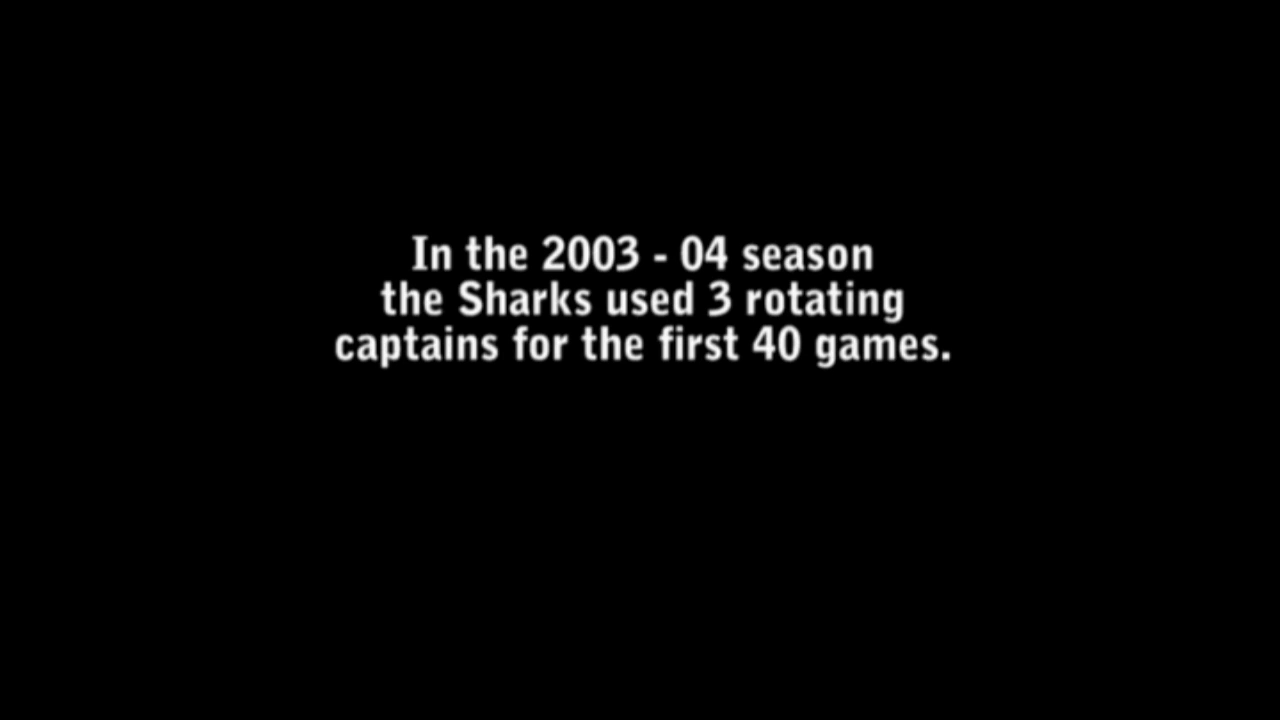 In the 2003 - 04 season
the Sharks used 3 rotating
captains for the first 40 games.